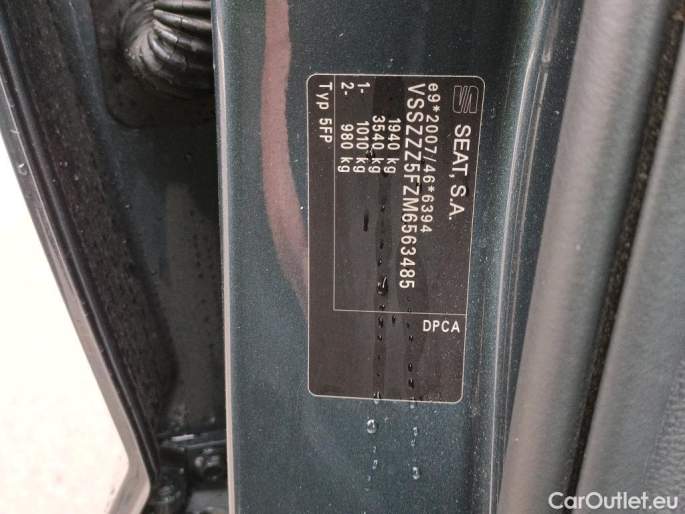 SEAT, S.A.
e9*2007/46*6394
VSSZZZ5FZM6563485
1940 kg
3540 kg
1- 1010 kg
2- 980 kg
Typ 5FP
DPCA
CarOutlet.eu